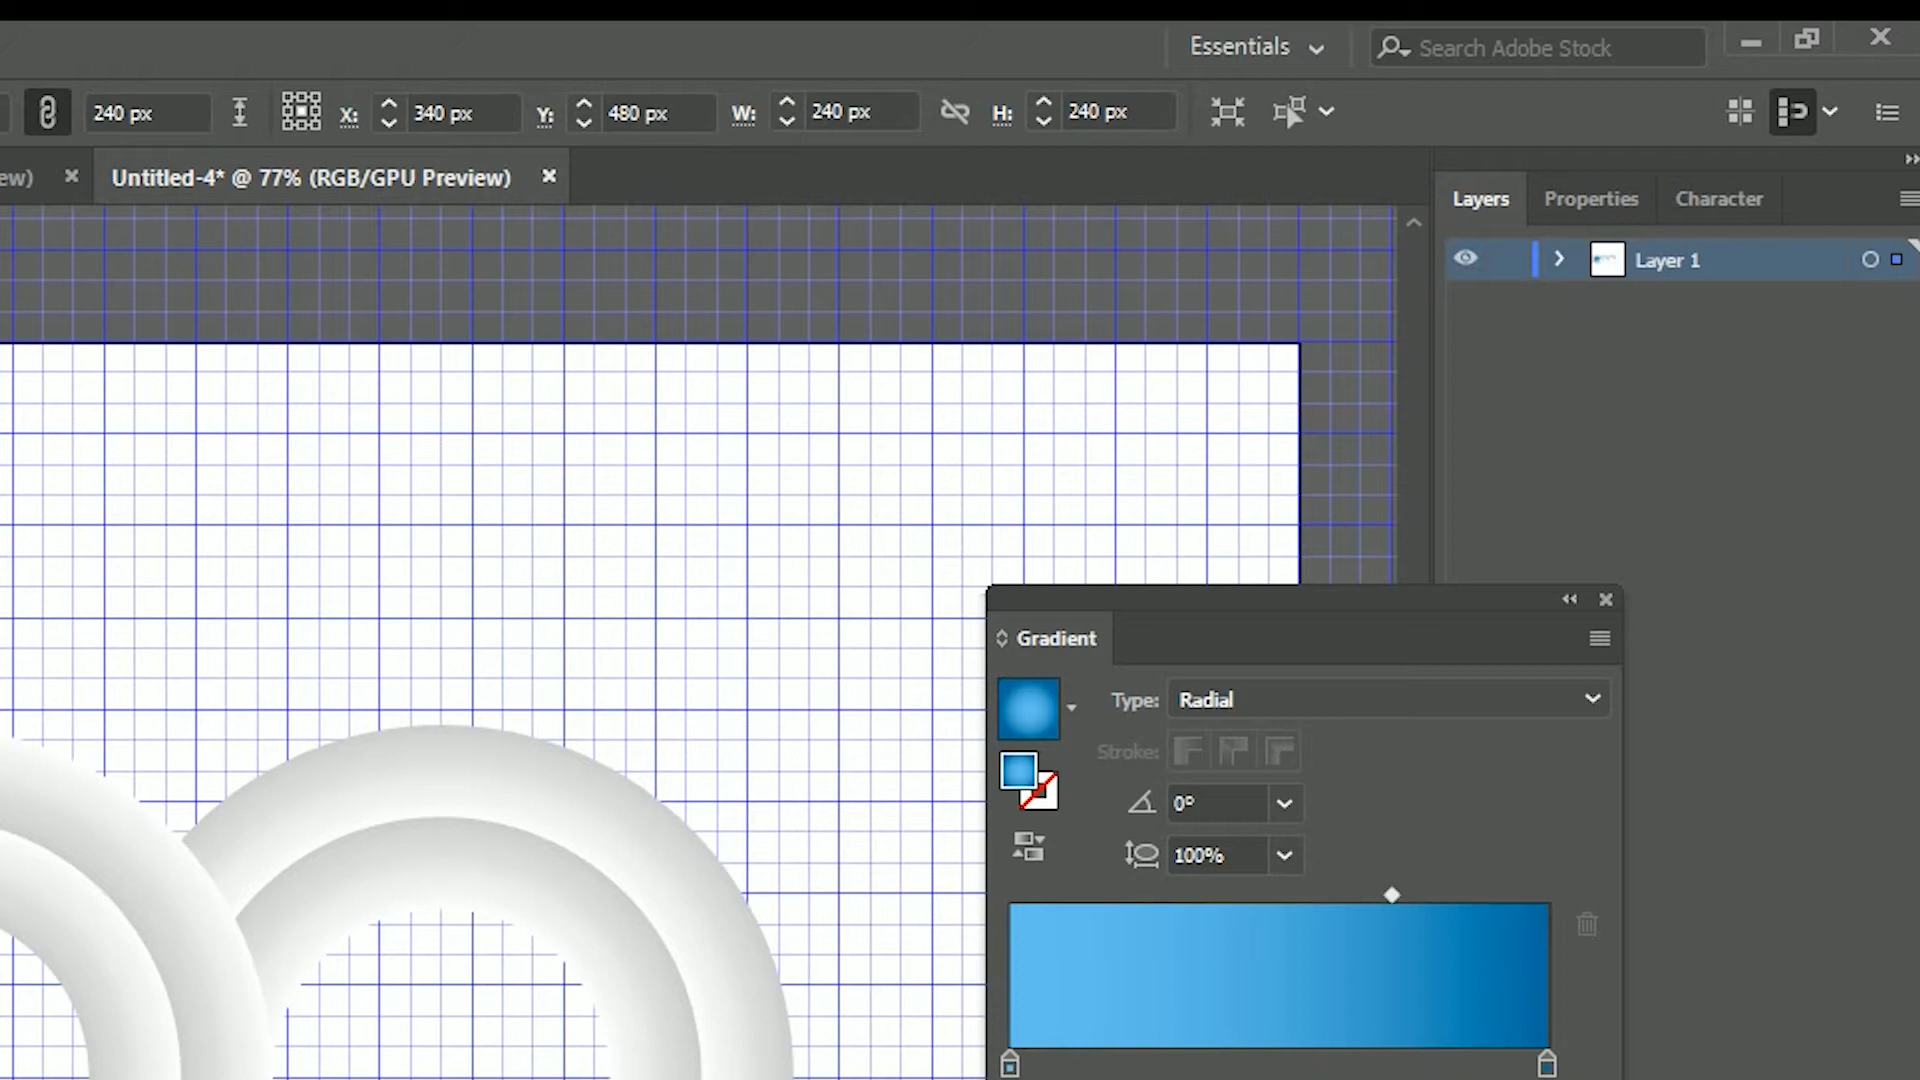 Essentials
Search Adobe Stock
240 px
X: 340 px
Y: 480 px
W: 240 px
H: 240 px
ew)
Untitled-4* @ 77% (RGB/GPU Preview)
Layers
Properties
Character
Layer 1
Gradient
Type: Radial
Stroke:
0°
100%